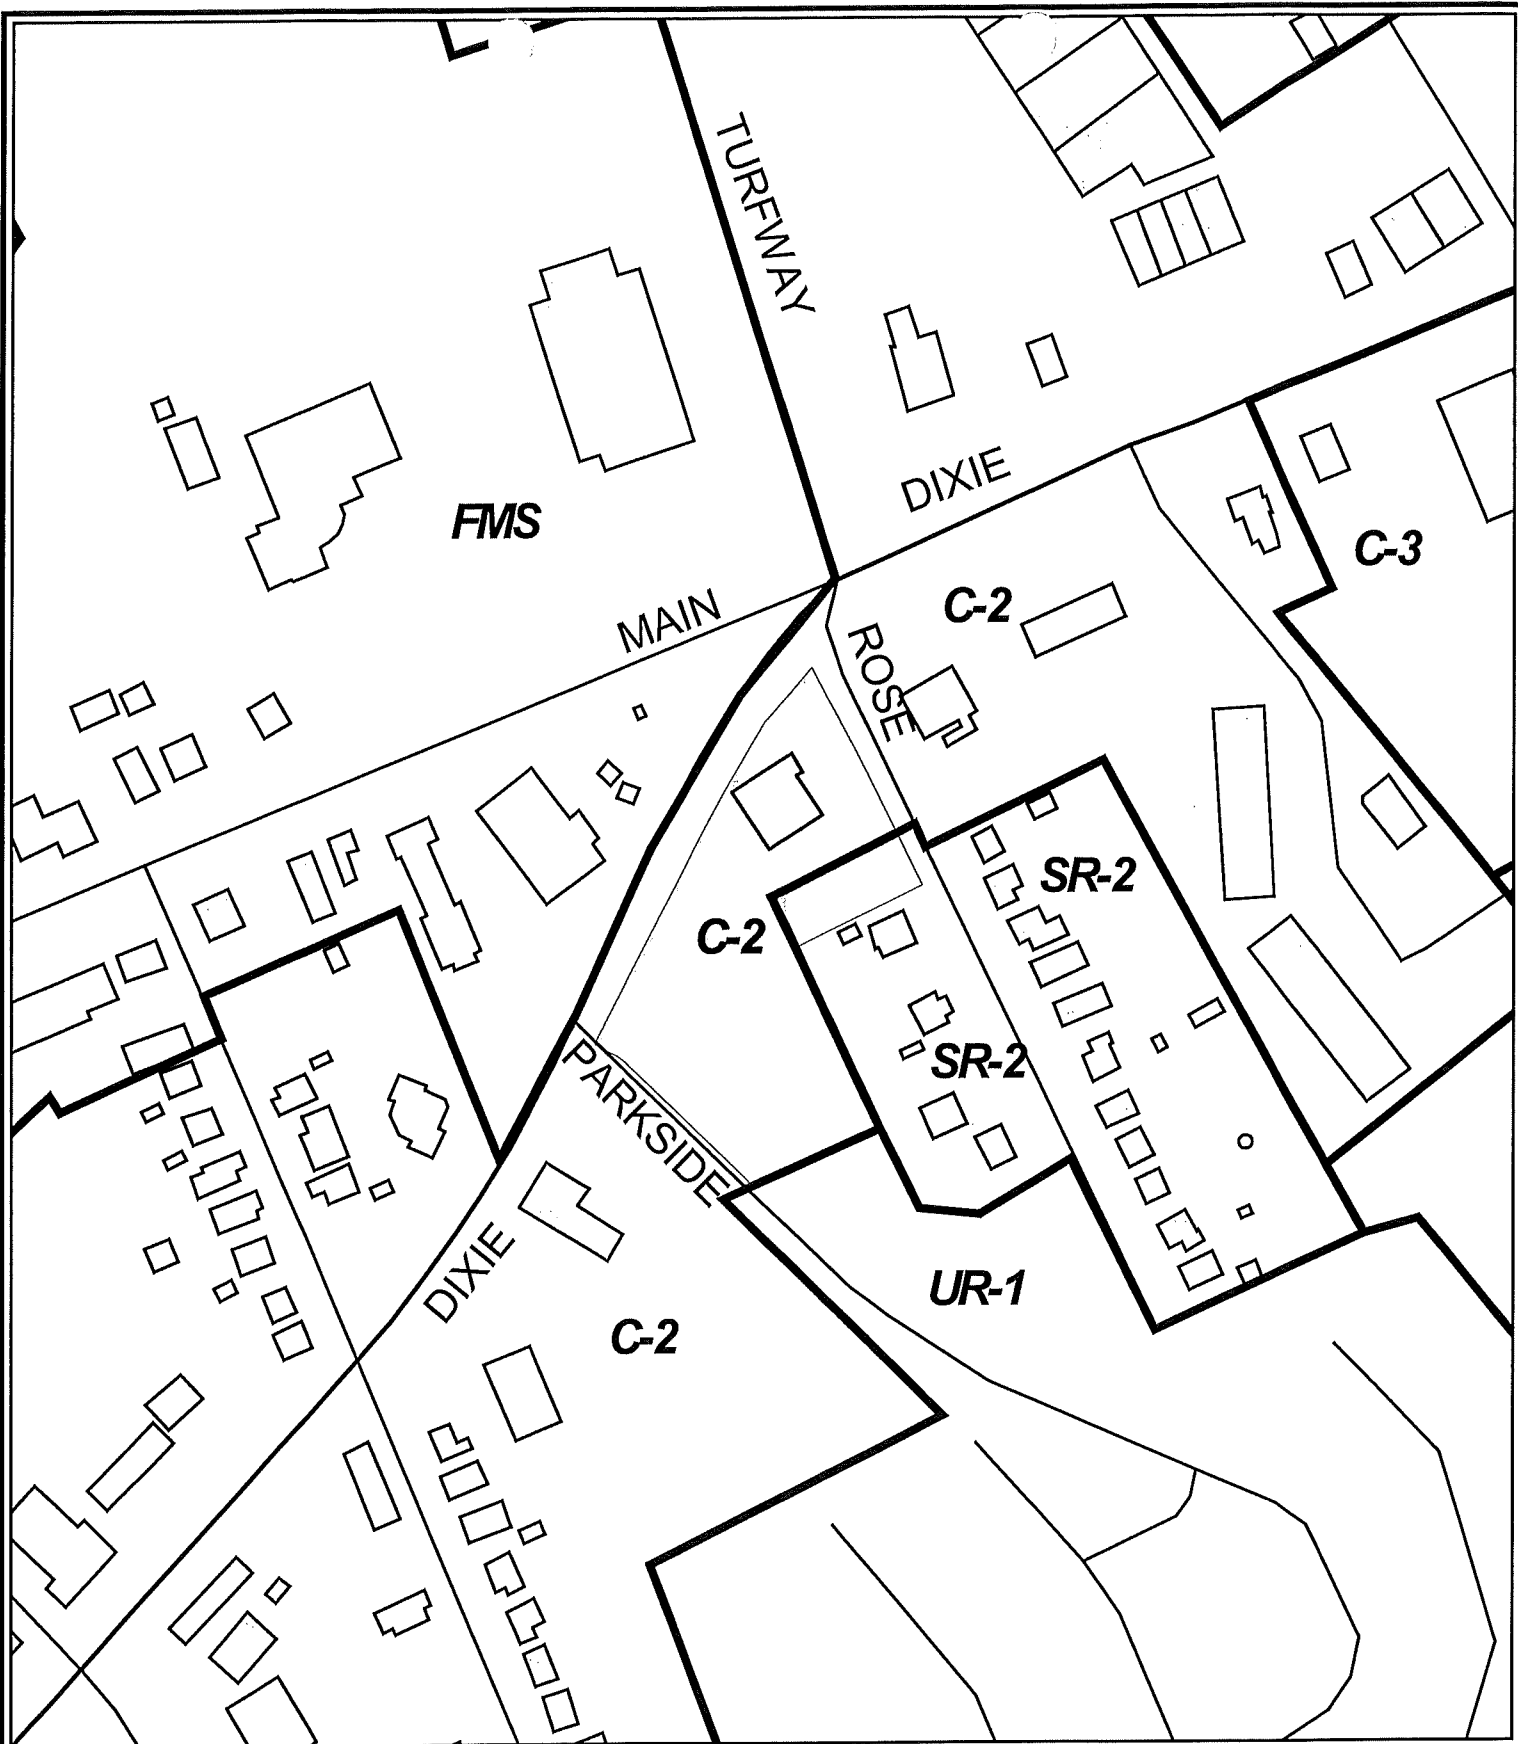 TURFWAY
DIXIE
FMS
C-3
MAIN
C-2
ROSE
SR-2
C-2
SR-2
PARKSIDE
DIXIE
UR-1
C-2